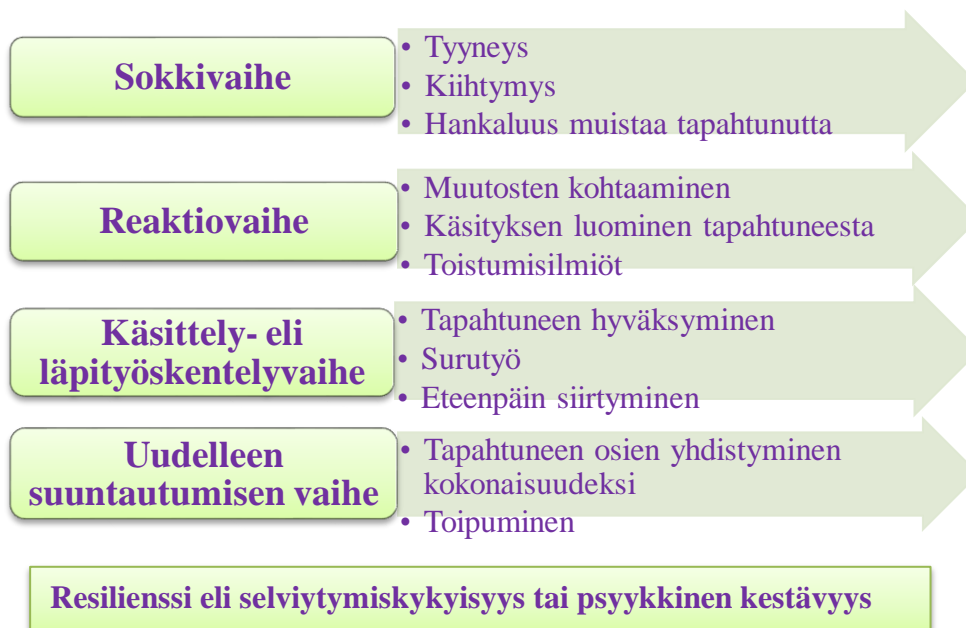 Sokkivaihe
• Tyyneys
• Kiihtymys
• Hankaluus muistaa tapahtunutta
Reaktiovaihe
• Muutosten kohtaaminen
• Käsityksen luominen tapahtuneesta
• Toistumisilmiöt
Käsittely- eli
läpityöskentelyvaihe
• Tapahtuneen hyväksyminen
• Surutyö
• Eteenpäin siirtyminen
Uudelleen
suuntautumisen vaihe
• Tapahtuneen osien yhdistyminen
kokonaisuudeksi
• Toipuminen
Resilienssi eli selviytymiskykyisyys tai psyykkinen kestävyys